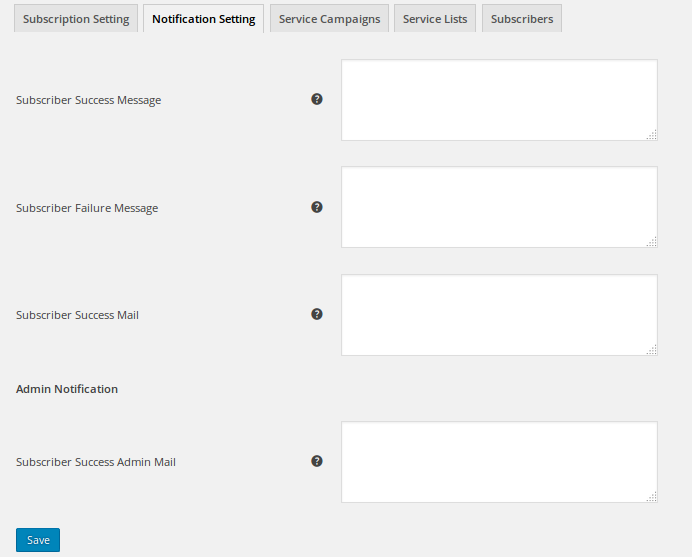 Subscription Setting Notification Setting Service Campaigns Service Lists Subscribers
Subscriber Success Message ?
Subscriber Failure Message ?
Subscriber Success Mail ?
Admin Notification
Subscriber Success Admin Mail ?
Save